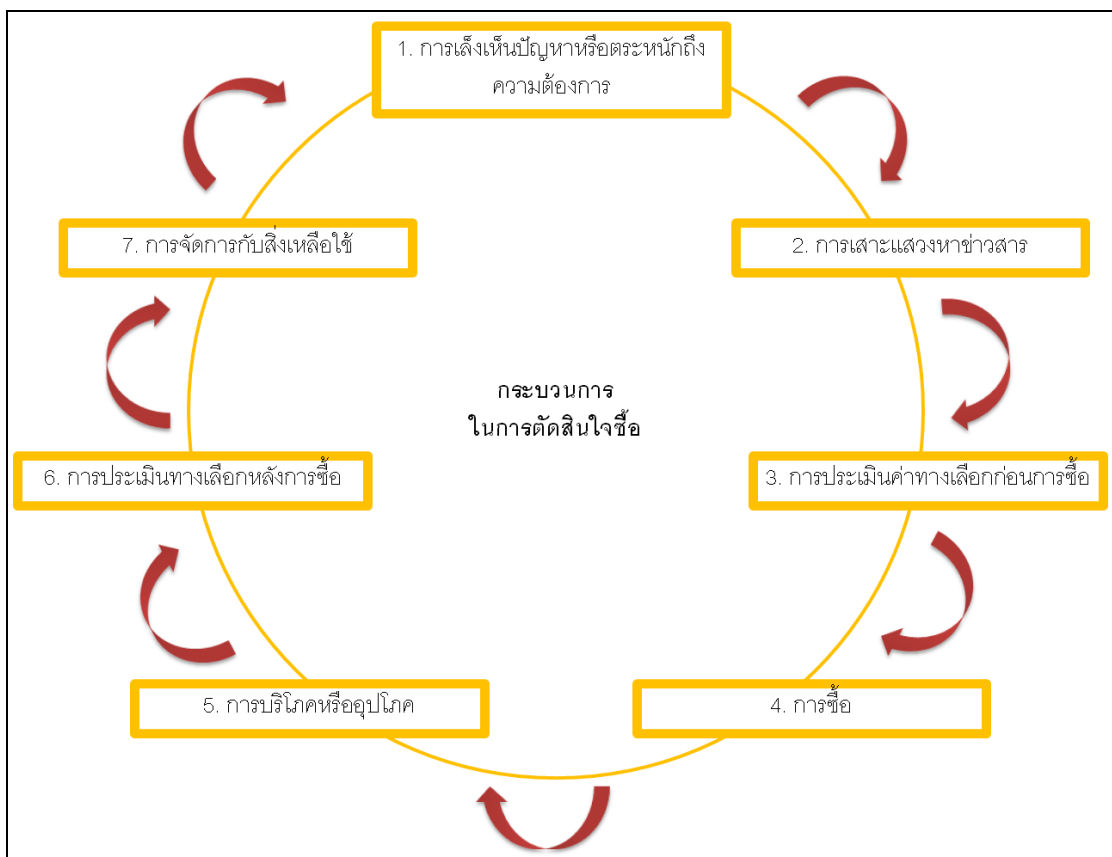 1. การเล็งเห็นปัญหาหรือตระหนักถึง
ความต้องการ
2. การเสาะแสวงหาข่าวสาร
3. การประเมินค่าทางเลือกก่อนการซื้อ
4. การซื้อ
5. การบริโภคหรืออุปโภค
6. การประเมินทางเลือกหลังการซื้อ
7. การจัดการกับสิ่งเหลือใช้
กระบวนการ
ในการตัดสินใจซื้อ